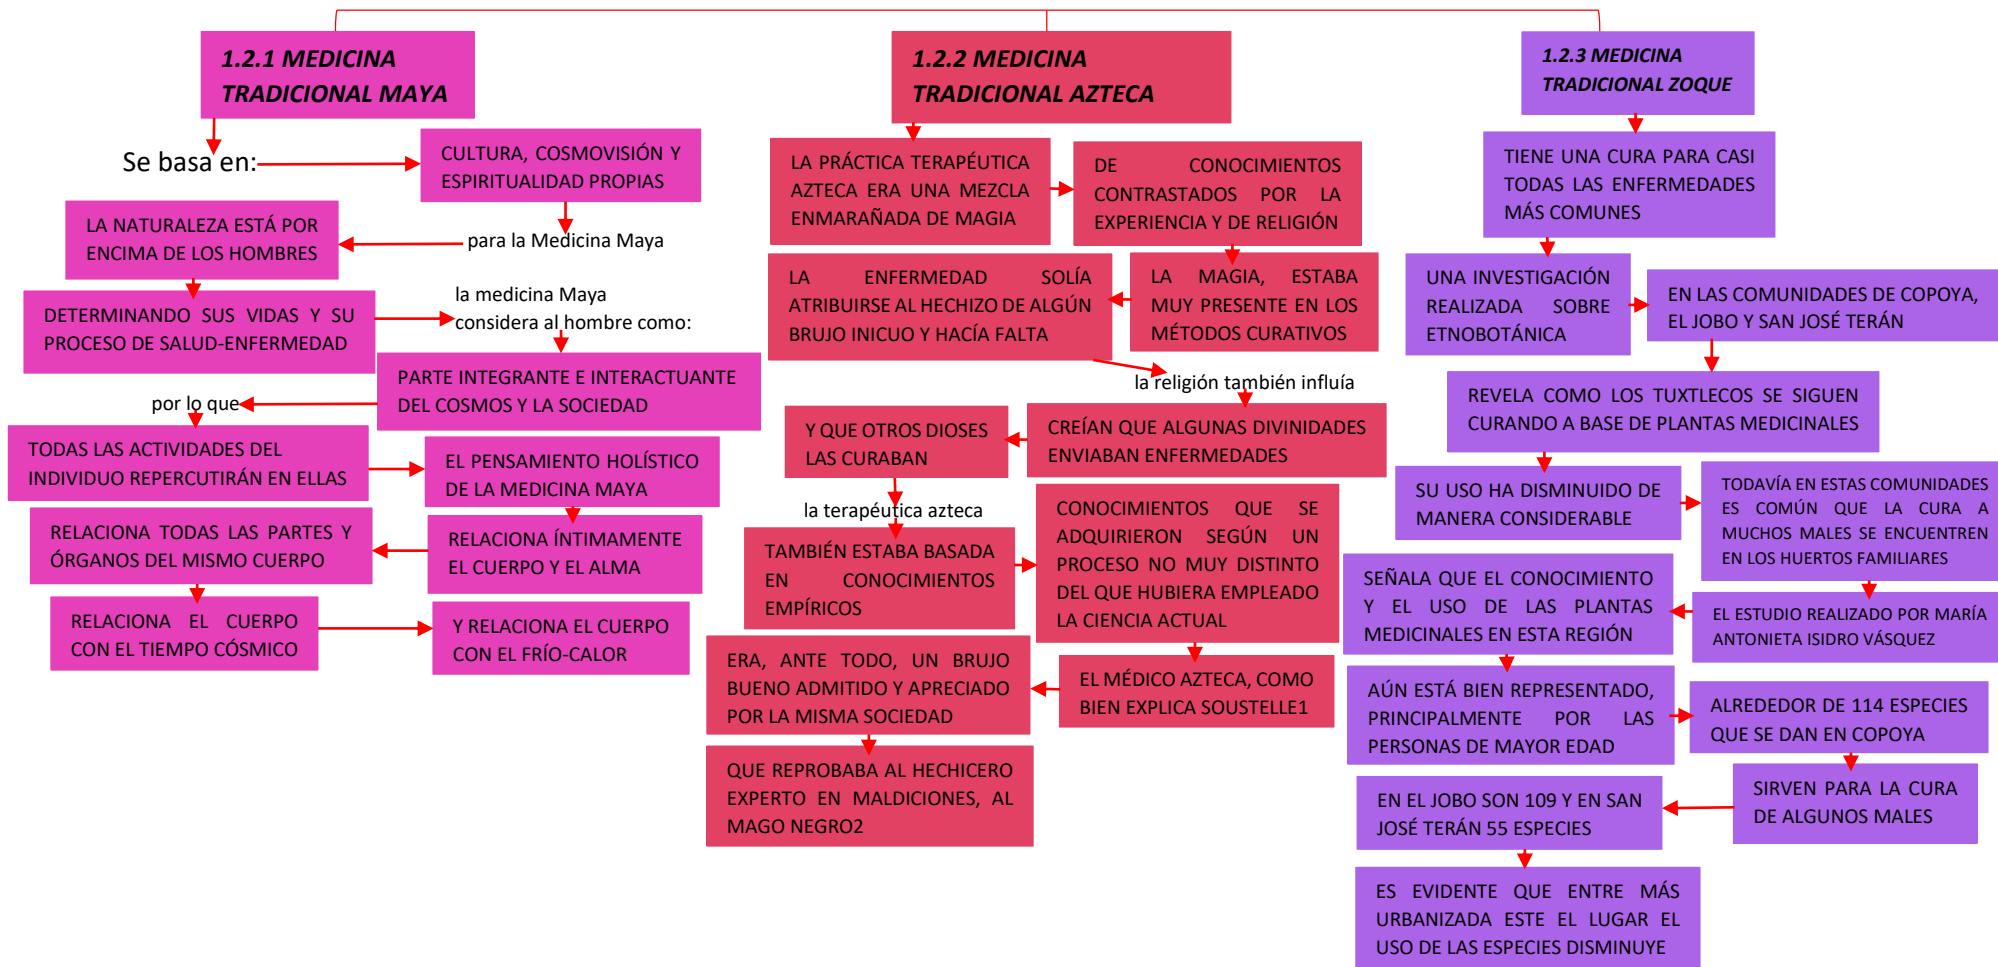 1.2.1 MEDICINA
TRADICIONAL MAYA
Se basa en:
CULTURA, COSMOVISIÓN Y
ESPIRITUALIDAD PROPIAS
para la Medicina Maya
LA NATURALEZA ESTÁ POR
ENCIMA DE LOS HOMBRES
DETERMINANDO SUS VIDAS Y SU
PROCESO DE SALUD-ENFERMEDAD
la medicina Maya
considera al hombre como:
PARTE INTEGRANTE E INTERACTUANTE
DEL COSMOS Y LA SOCIEDAD
por lo que
TODAS LAS ACTIVIDADES DEL
INDIVIDUO REPERCUTIRÁN EN ELLAS
EL PENSAMIENTO HOLÍSTICO
DE LA MEDICINA MAYA
RELACIONA ÍNTIMAMENTE
EL CUERPO Y EL ALMA
RELACIONA TODAS LAS PARTES Y
ÓRGANOS DEL MISMO CUERPO
RELACIONA EL CUERPO
CON EL TIEMPO CÓSMICO
Y RELACIONA EL CUERPO
CON EL FRÍO-CALOR
1.2.2 MEDICINA
TRADICIONAL AZTECA
LA PRÁCTICA TERAPÉUTICA
AZTECA ERA UNA MEZCLA
ENMARAÑADA DE MAGIA
DE CONOCIMIENTOS
CONTRASTADOS POR LA
EXPERIENCIA Y DE RELIGIÓN
LA MAGIA, ESTABA
MUY PRESENTE EN LOS
MÉTODOS CURATIVOS
LA ENFERMEDAD SOLÍA
ATRIBUIRSE AL HECHIZO DE ALGÚN
BRUJO INICUO Y HACÍA FALTA
la religión también influía
CREÍAN QUE ALGUNAS DIVINIDADES
ENVIABAN ENFERMEDADES
Y QUE OTROS DIOSES
LAS CURABAN
la terapéutica azteca
TAMBIÉN ESTABA BASADA
EN CONOCIMIENTOS
EMPÍRICOS
CONOCIMIENTOS QUE SE
ADQUIRIERON SEGÚN UN
PROCESO NO MUY DISTINTO
DEL QUE HUBIERA EMPLEADO
LA CIENCIA ACTUAL
EL MÉDICO AZTECA, COMO
BIEN EXPLICA SOUSTELLE1
ERA, ANTE TODO, UN BRUJO
BUENO ADMITIDO Y APRECIADO
POR LA MISMA SOCIEDAD
QUE REPROBABA AL HECHICERO
EXPERTO EN MALDICIONES, AL
MAGO NEGRO2
1.2.3 MEDICINA
TRADICIONAL ZOQUE
TIENE UNA CURA PARA CASI
TODAS LAS ENFERMEDADES
MÁS COMUNES
UNA INVESTIGACIÓN
REALIZADA SOBRE
ETNOBOTÁNICA
EN LAS COMUNIDADES DE COPOYA,
EL JOBO Y SAN JOSÉ TERÁN
REVELA COMO LOS TUXTLECOS SE SIGUEN
CURANDO A BASE DE PLANTAS MEDICINALES
SU USO HA DISMINUIDO DE
MANERA CONSIDERABLE
TODAVÍA EN ESTAS COMUNIDADES
ES COMÚN QUE LA CURA A
MUCHOS MALES SE ENCUENTREN
EN LOS HUERTOS FAMILIARES
EL ESTUDIO REALIZADO POR MARÍA
ANTONIETA ISIDRO VÁSQUEZ
SEÑALA QUE EL CONOCIMIENTO
Y EL USO DE LAS PLANTAS
MEDICINALES EN ESTA REGIÓN
AÚN ESTÁ BIEN REPRESENTADO,
PRINCIPALMENTE POR LAS
PERSONAS DE MAYOR EDAD
ALREDEDOR DE 114 ESPECIES
QUE SE DAN EN COPOYA
SIRVEN PARA LA CURA
DE ALGUNOS MALES
EN EL JOBO SON 109 Y EN SAN
JOSÉ TERÁN 55 ESPECIES
ES EVIDENTE QUE ENTRE MÁS
URBANIZADA ESTE EL LUGAR EL
USO DE LAS ESPECIES DISMINUYE